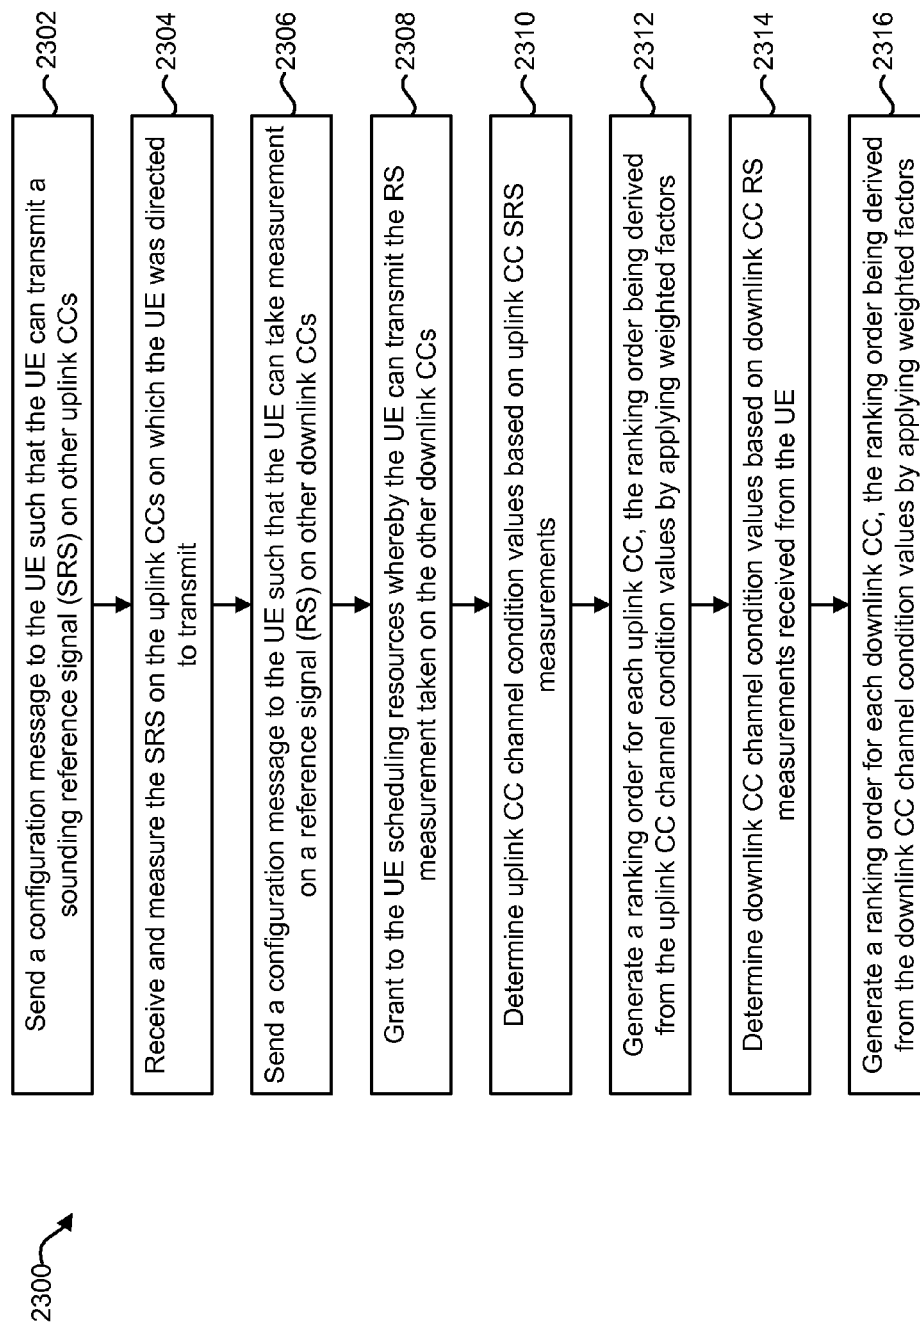 2300
Send a configuration message to the UE such that the UE can transmit a
sounding reference signal (SRS) on other uplink CCs
2302
Receive and measure the SRS on the uplink CCs on which the UE was directed
to transmit
2304
Send a configuration message to the UE such that the UE can take measurement
on a reference signal (RS) on other downlink CCs
2306
Grant to the UE scheduling resources whereby the UE can transmit the RS
measurement taken on the other downlink CCs
2308
Determine uplink CC channel condition values based on uplink CC SRS
measurements
2310
Generate a ranking order for each uplink CC, the ranking order being derived
from the uplink CC channel condition values by applying weighted factors
2312
Determine downlink CC channel condition values based on downlink CC RS
measurements received from the UE
2314
Generate a ranking order for each downlink CC, the ranking order being derived
from the downlink CC channel condition values by applying weighted factors
2316